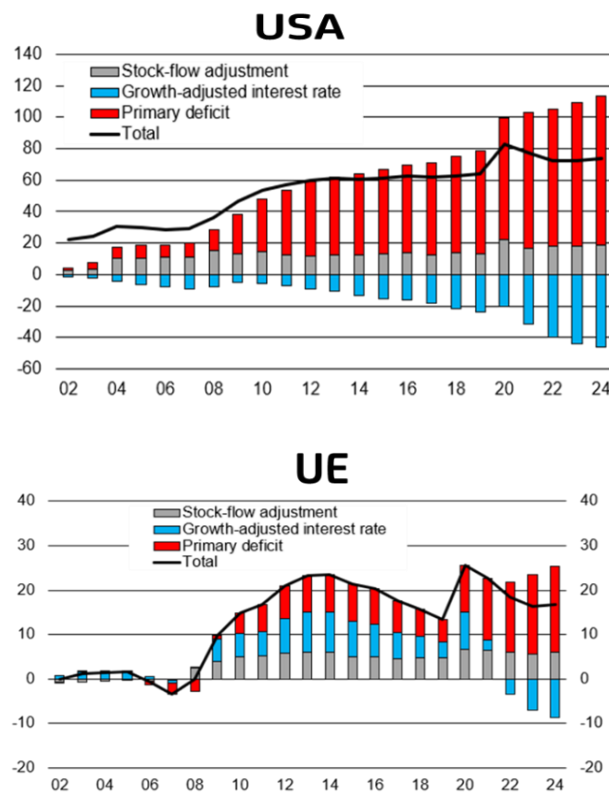 USA
140
120
100
80
60
40
20
0
-20
-40
-60
Stock-flow adjustment
Growth-adjusted interest rate
Primary deficit
Total
02 04 06 08 10 12 14 16 18 20 22 24
UE
40 40
30 30
20 20
10 10
0 0
-10 -10
-20 -20
Stock-flow adjustment
Growth-adjusted interest rate
Primary deficit
Total
02 04 06 08 10 12 14 16 18 20 22 24